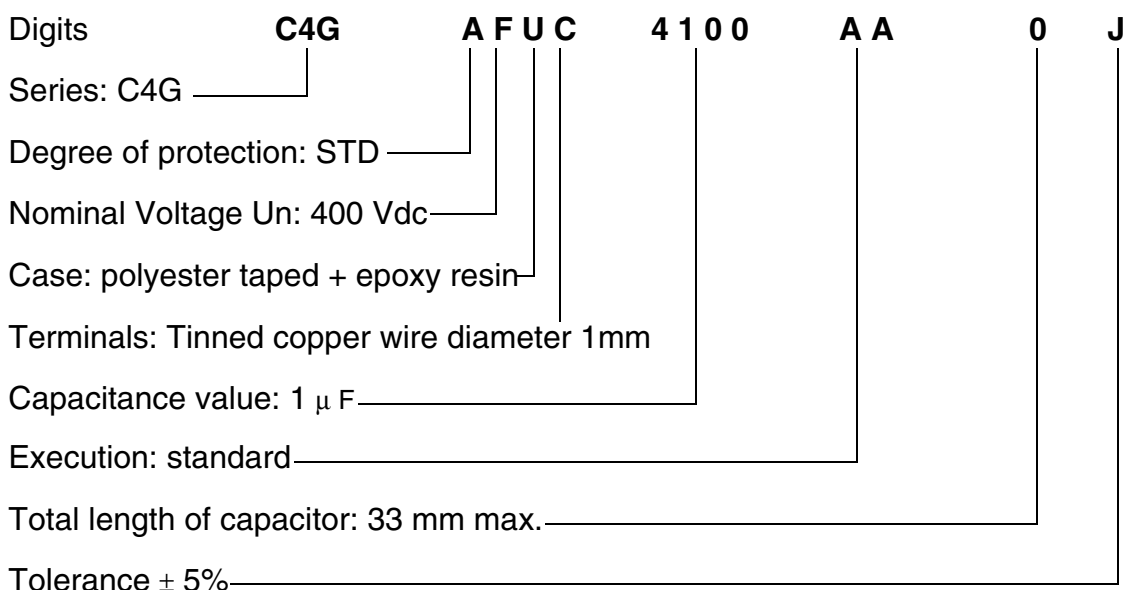 Digits C4G A F U C 4 1 0 0 A A 0 J
Series: C4G
Degree of protection: STD
Nominal Voltage Un: 400 Vdc
Case: polyester taped + epoxy resin
Terminals: Tinned copper wire diameter 1mm
Capacitance value: 1 μ F
Execution: standard
Total length of capacitor: 33 mm max.
Tolerance ± 5%